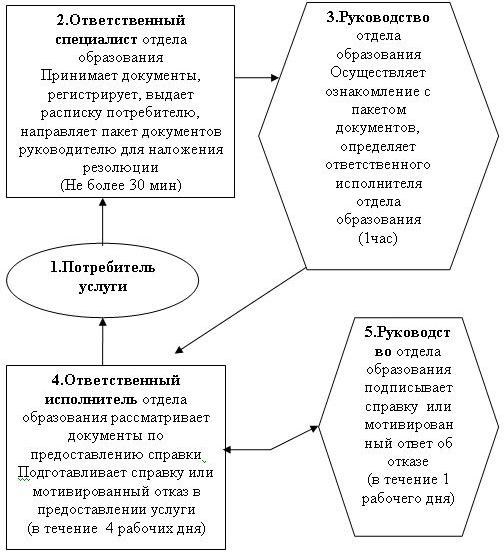 2.Ответственный
специалист отдела
образования
Принимает документы,
регистрирует, выдает
расписку потребителю,
направляет пакет документов
руководителю для наложения
резолюции
(Не более 30 мин)
3.Руководство
отдела
образования
Осуществляет
ознакомление с
пакетом
документов,
определяет
ответственного
исполнителя
отдела
образования
(1час)
1.Потребитель
услуги
4.Ответственный
исполнитель отдела
образования рассматривает
документы по
предоставлению справки
Подготавливает справку или
мотивированный отказ в
предоставлении услуги
(в течение 4 рабочих дня)
5.Руководст
во отдела
образования
подписывает
справку или
мотивирован
ный ответ об
отказе
(в течение 1
рабочего дня)